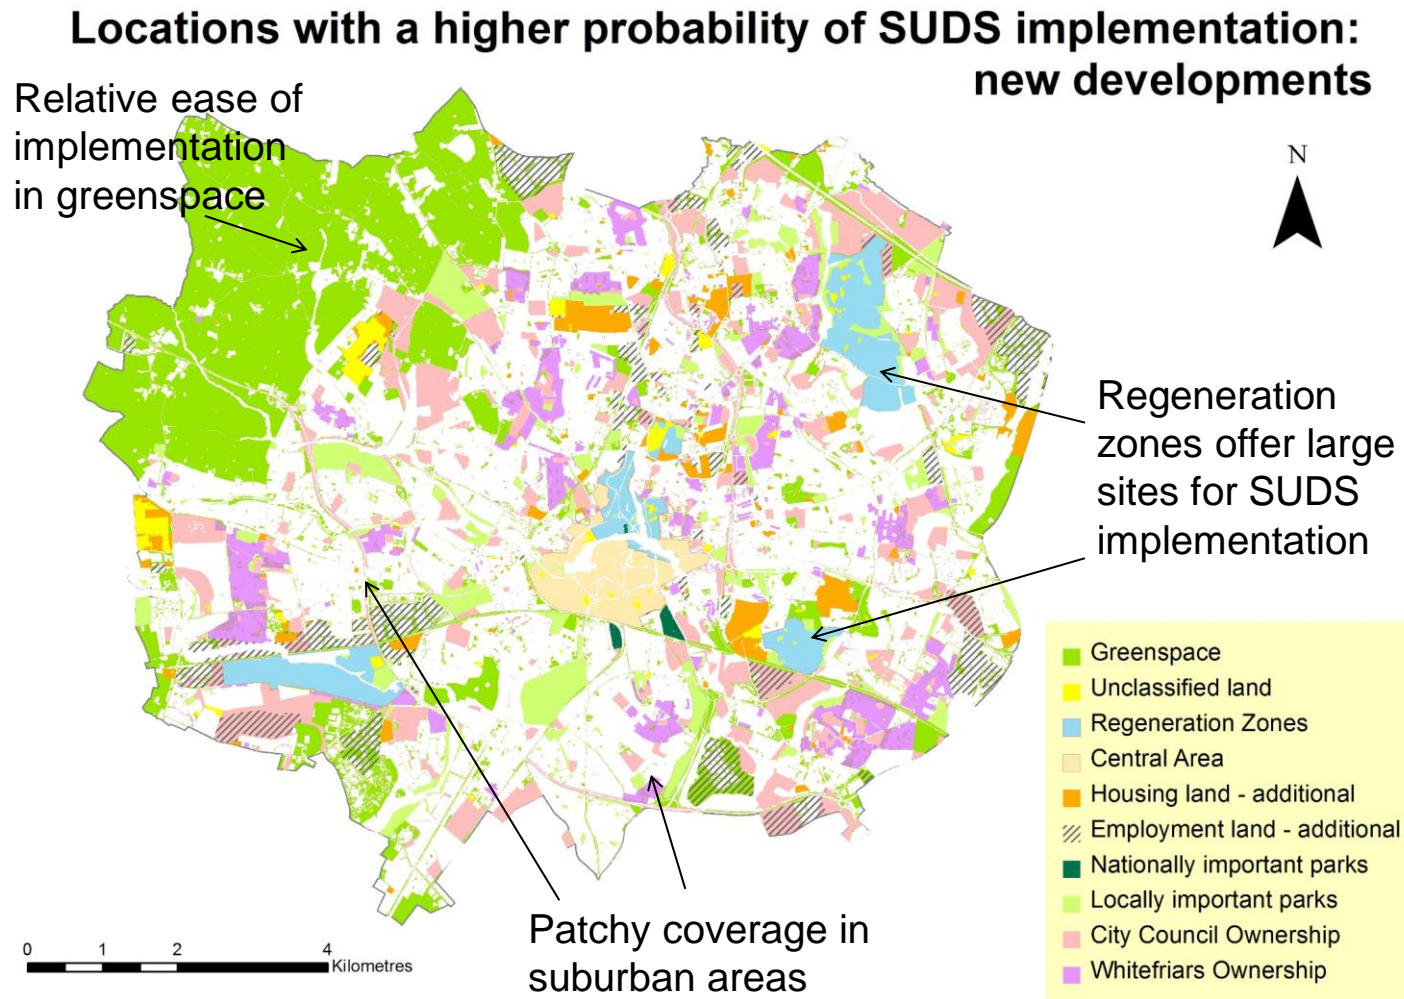 Locations with a higher probability of SUDS implementation:
new developments
Relative ease of
implementation
in greenspace
N
Regeneration
zones offer large
sites for SUDS
implementation
Greenspace
Unclassified land
Regeneration Zones
Central Area
Housing land - additional
Employment land - additional
Nationally important parks
Locally important parks
City Council Ownership
Whitefriars Ownership
Patchy coverage in
suburban areas
0 1 2 4
Kilometres